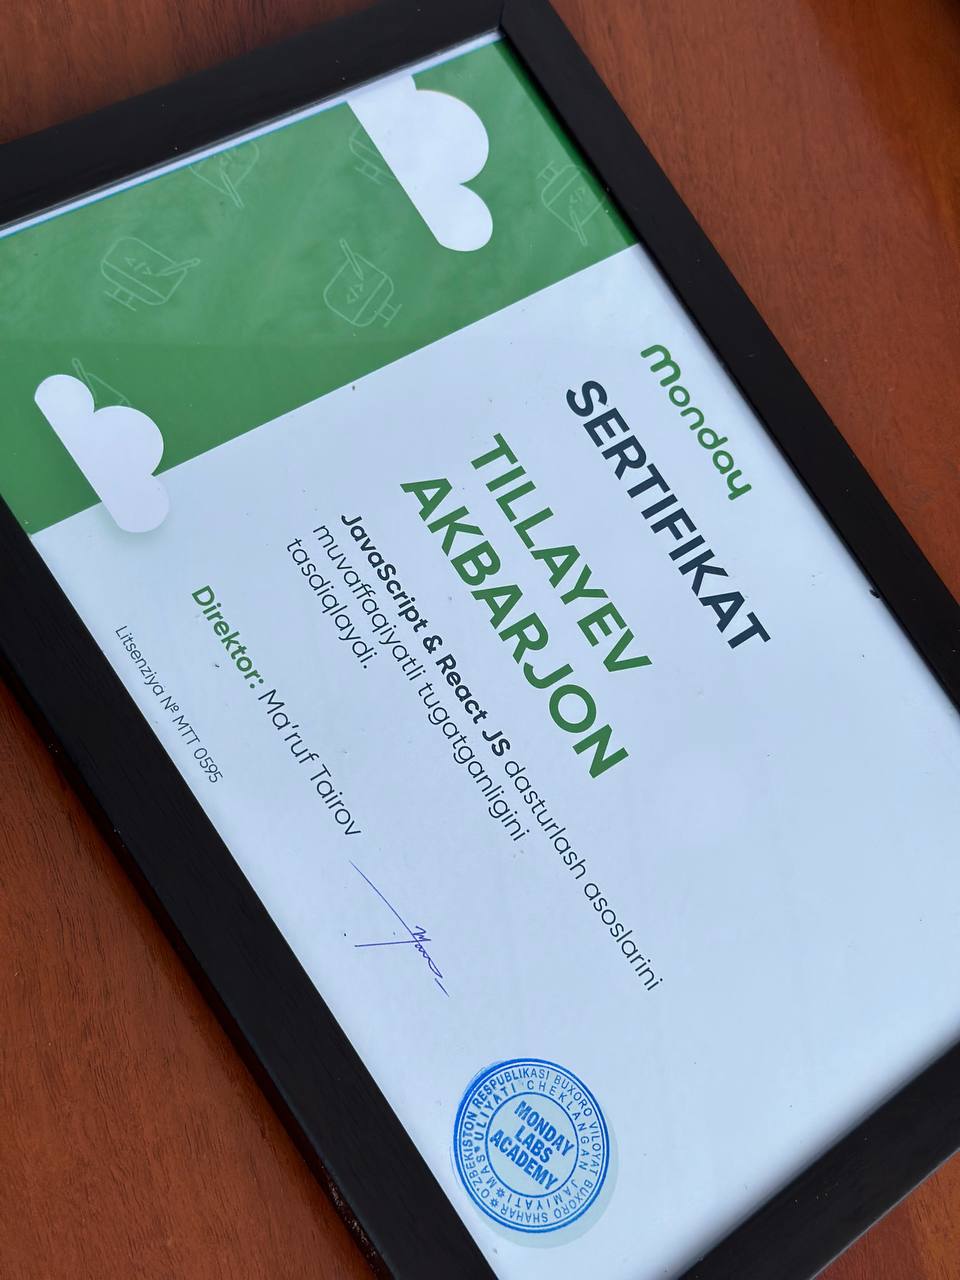 monday
SERTIFIKAT
TILLAYEV
AKBARJON
JavaScript & React JS dasturlash asoslarini
muvaffaqiyatli tugatganligini
tasdiqlaydi.
Direktor: Ma'ruf Tairov
Litsenziya № MTT 0595
O'ZBEKISTON RESPUBLIKASI BUXORO VILOYAT BUXORO SHAHAR
MAS'ULIYATI CHEKLANGAN JAMIYATI
MONDAY
LABS
ACADEMY